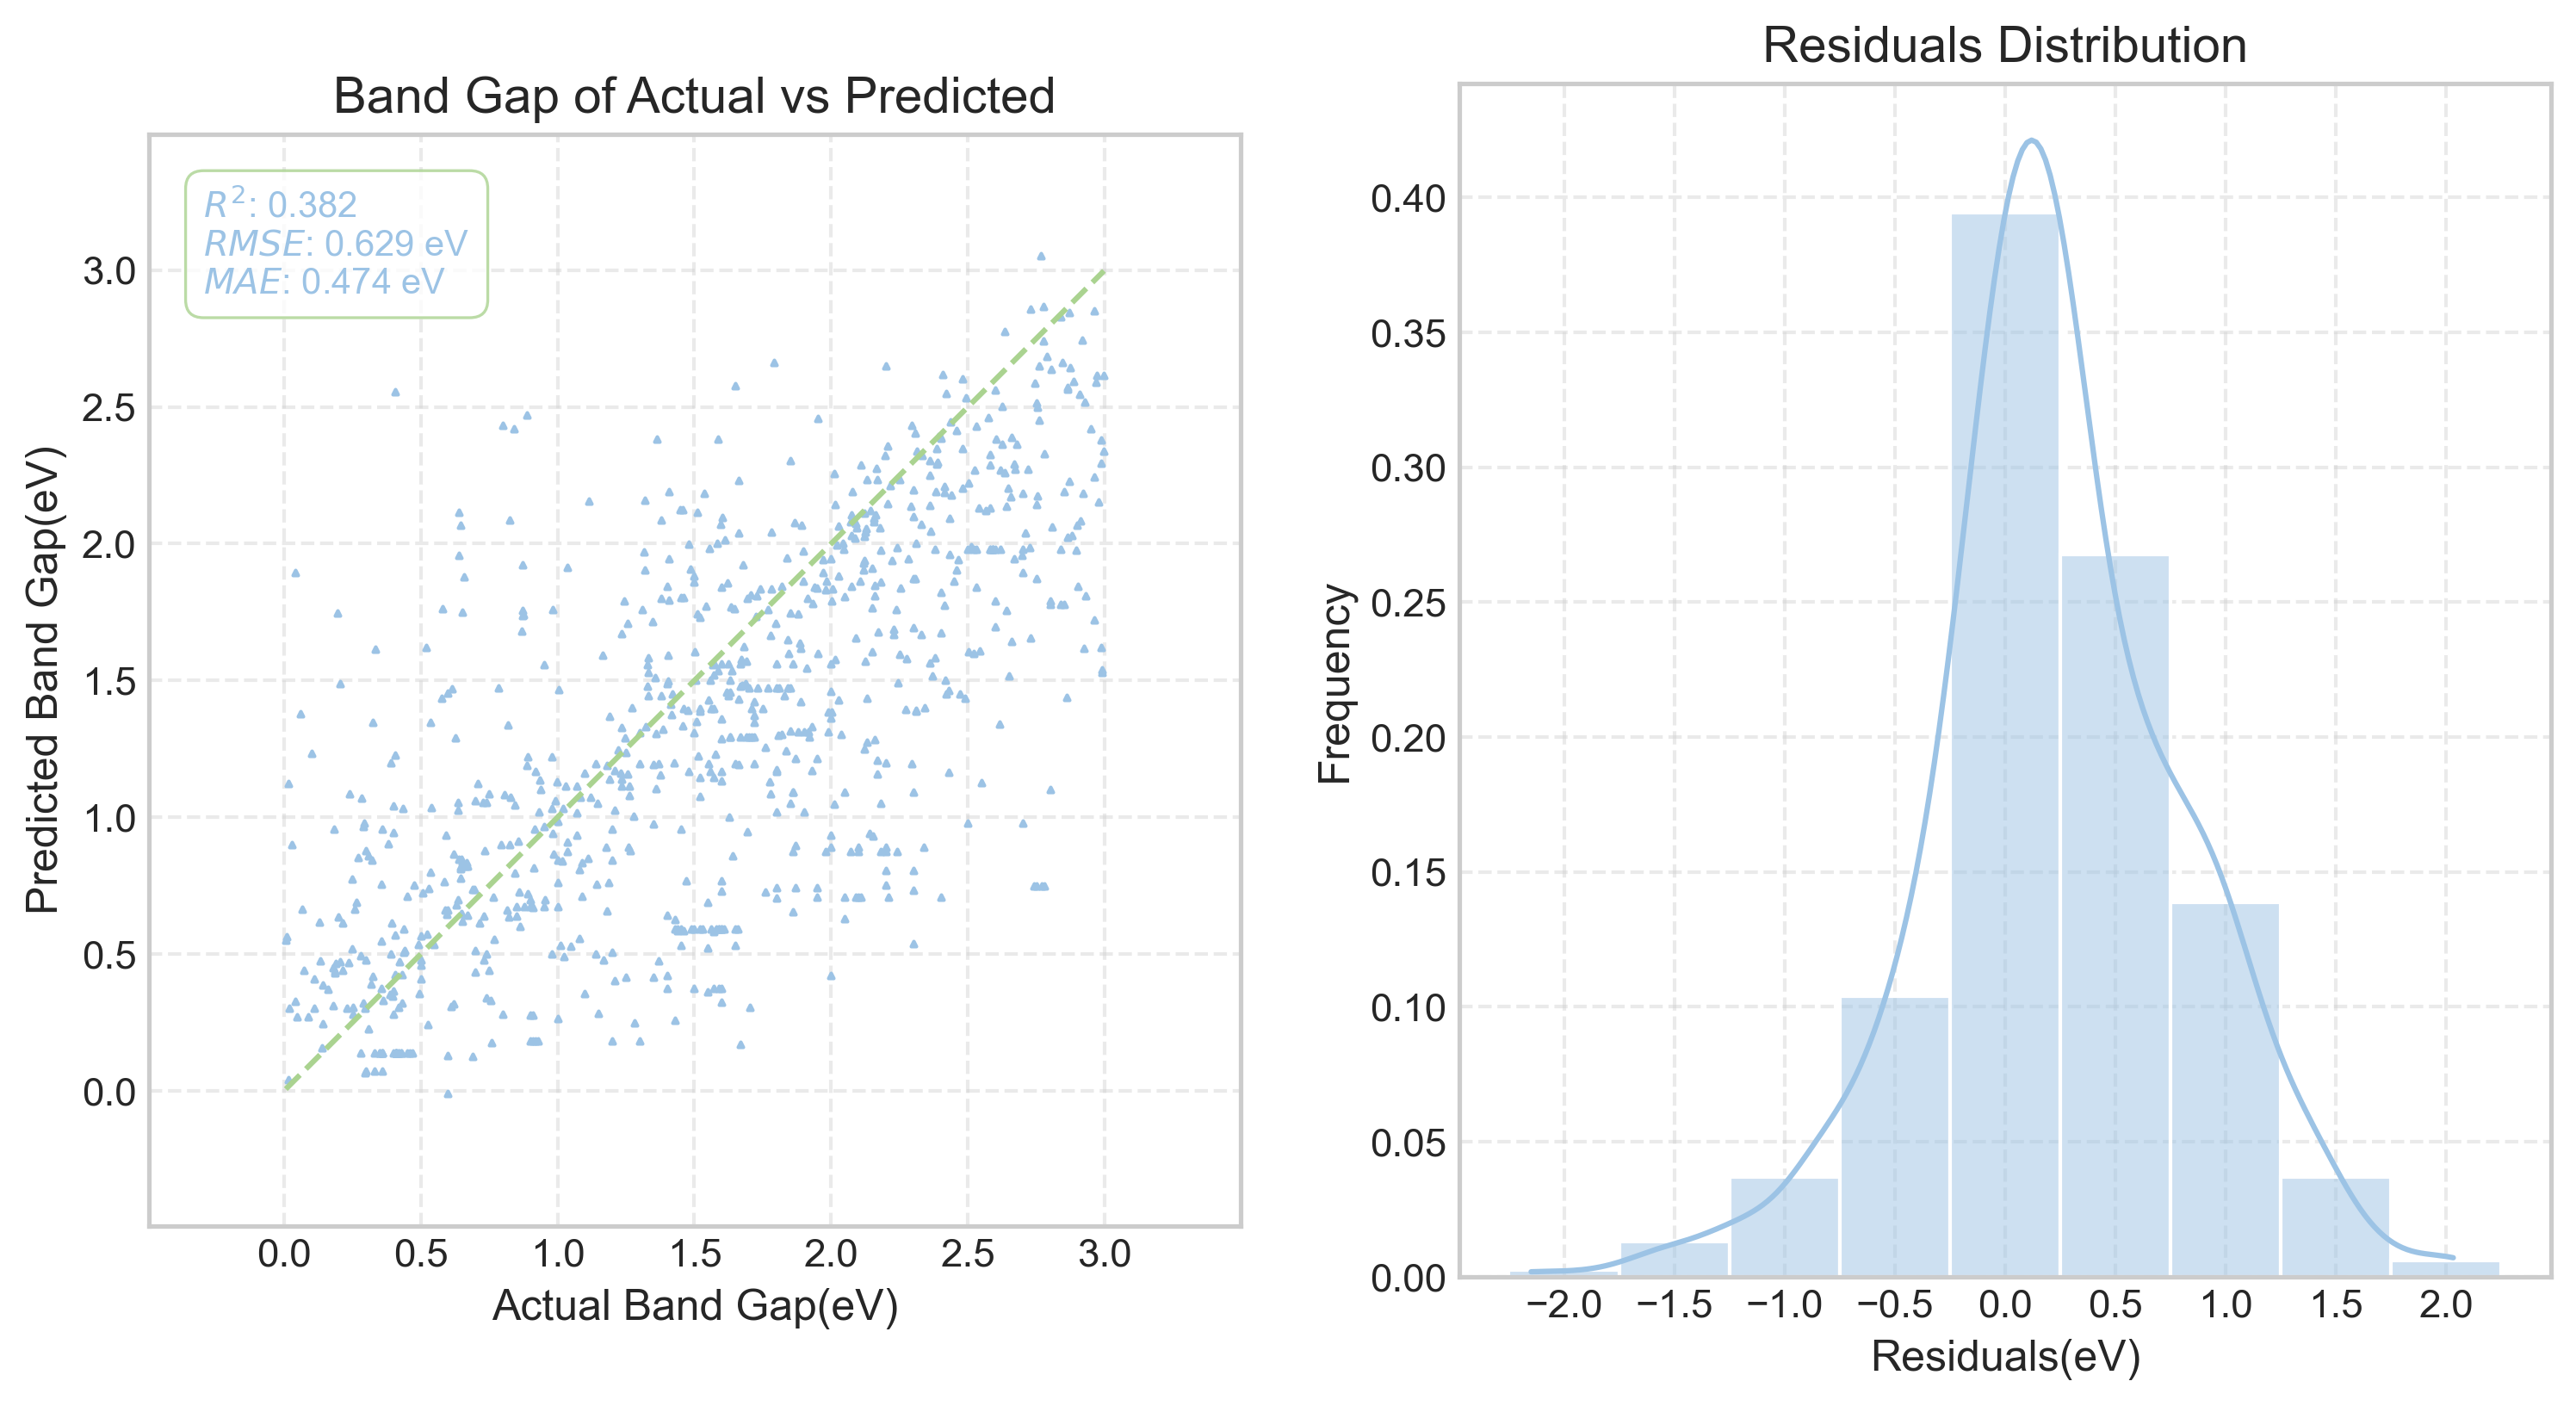 Band Gap of Actual vs Predicted
R²: 0.382
RMSE: 0.629 eV
MAE: 0.474 eV
3.0
2.5
2.0
1.5
1.0
0.5
0.0
Predicted Band Gap(eV)
0.0 0.5 1.0 1.5 2.0 2.5 3.0
Actual Band Gap(eV)
Residuals Distribution
0.40
0.35
0.30
0.25
0.20
0.15
0.10
0.05
0.00
Frequency
−2.0 −1.5 −1.0 −0.5 0.0 0.5 1.0 1.5 2.0
Residuals(eV)